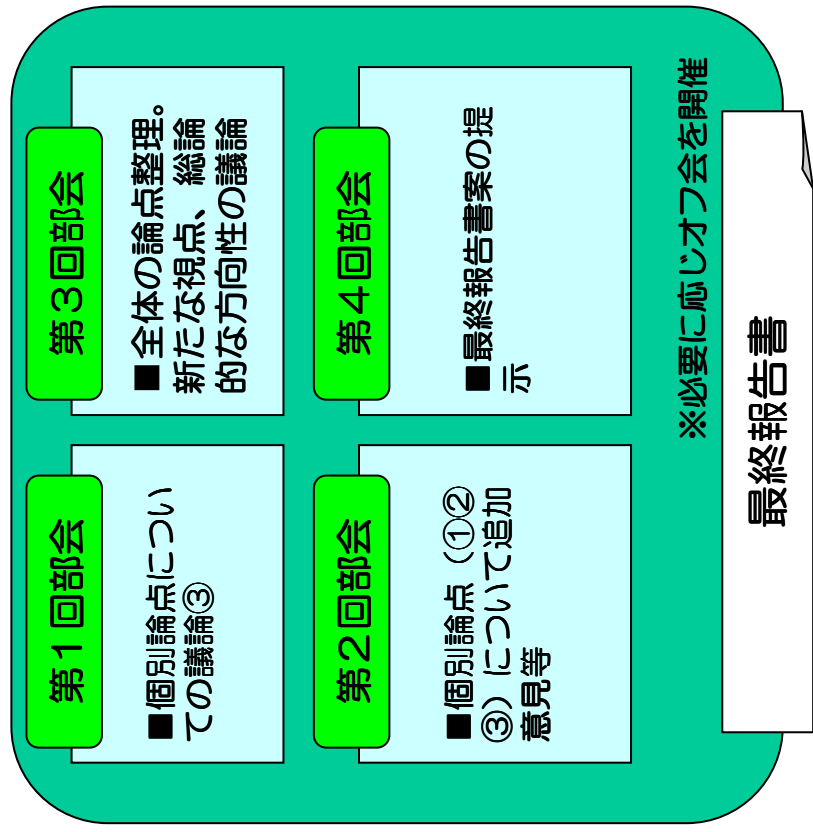 第1回部会
■個別論点につい
ての議論③
第2回部会
■個別論点（①②
③）について追加
意見等
第3回部会
■全体の論点整理。
新たな視点、総論
的な方向性の議論
第4回部会
■最終報告書案の提
示
※必要に応じオフ会を開催
最終報告書